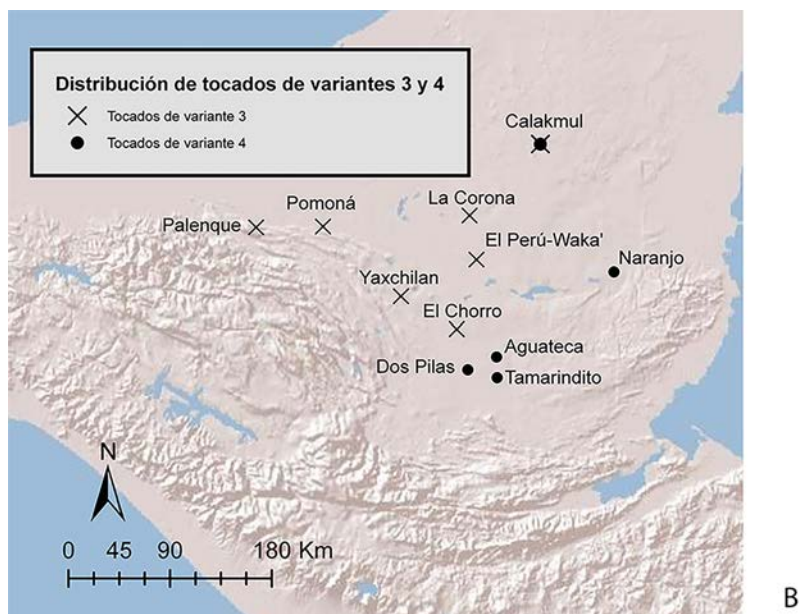 Distribución de tocados de variantes 3 y 4
Tocados de variante 3
Tocados de variante 4
Calakmul
La Corona
Pomoná
Palenque
El Perú-Waka'
Naranjo
Yaxchilan
El Chorro
Aguateca
Dos Pilas
Tamarindito
N
0 45 90 180 Km
B